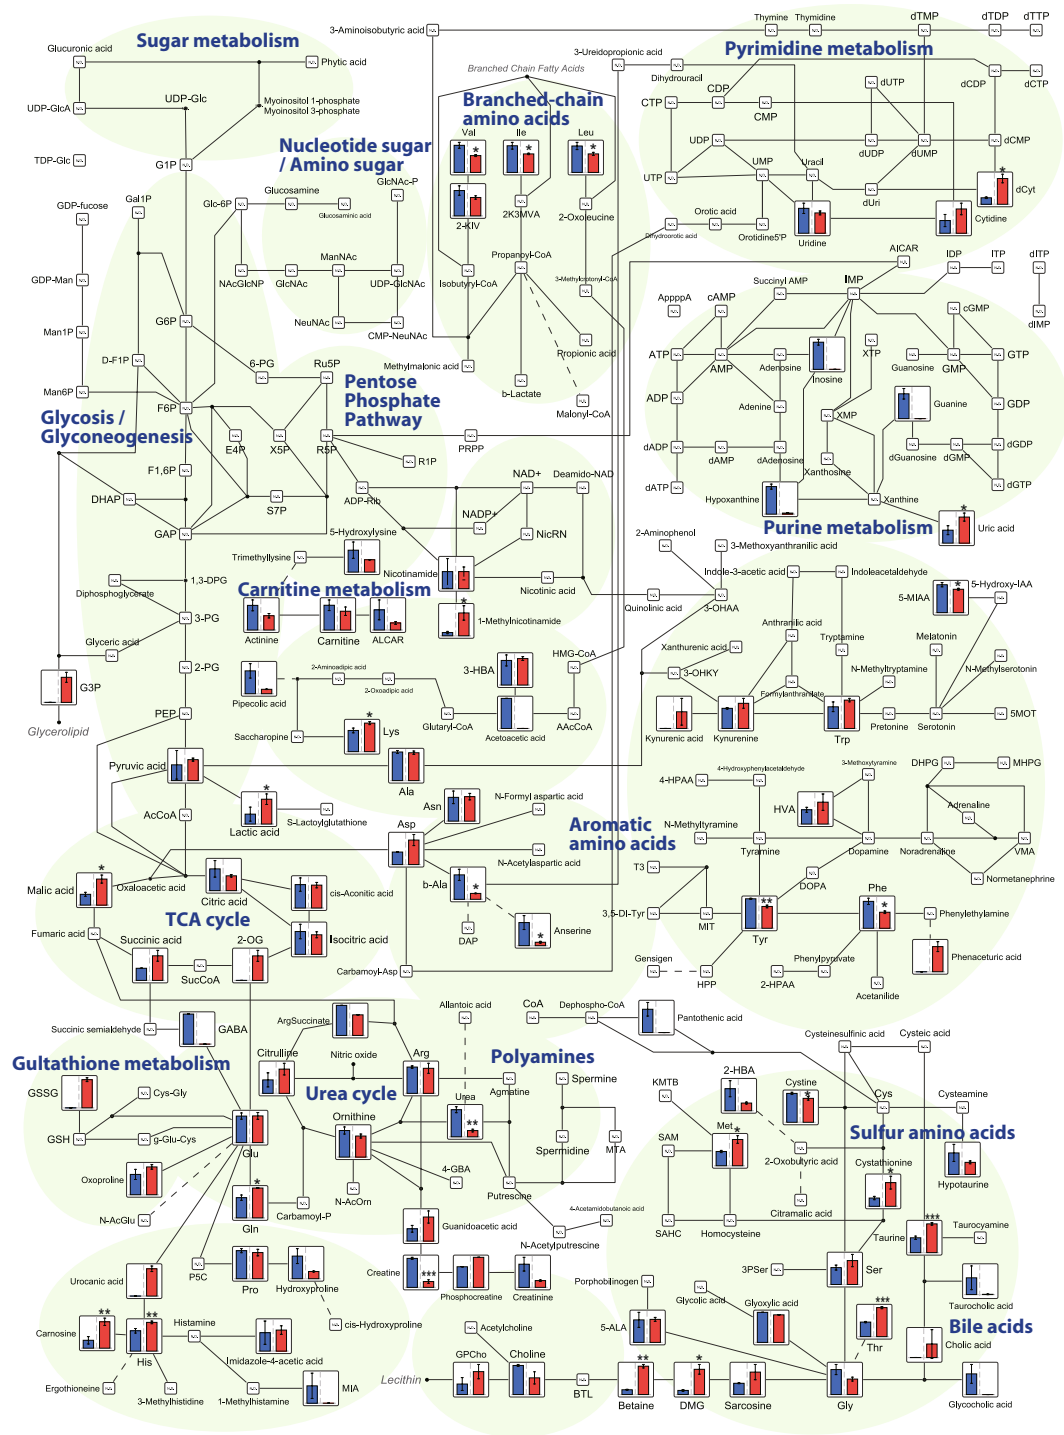 Thymine
Thymidine
dTMP
dTDP
dTTP
3-Aminoisobutyric acid
Sugar metabolism
Glucuronic acid
Phytic acid
3-Ureidopropionic acid
Pyrimidine metabolism
Branched Chain Fatty Acids
Dihydrouracil
dUTP
dCDP
dCTP
UDP-GlcA
UDP-Glc
Myoinositol 1-phosphate
Myoinositol 3-phosphate
Branched-chain
amino acids
CTP
CDP
CMP
Val
Ile
Leu
*
*
*
Nucleotide sugar
/ Amino sugar
TDP-Glc
G1P
UDP
dUDP
dUMP
dCMP
GlcNAc-P
UMP
Uracil
UTP
dUri
dCyt
*
Glucosamine
Glc-6P
Glucosaminic acid
GDP-fucose
Gal1P
2-KIV
2K3MVA
2-Oxoleucine
Orotic acid
Dihydroorotic acid
Orotidine5'P
Uridine
Cytidine
ManNAc
NAcGlcNP
GlcNAc
UDP-GlcNAc
Propanoyl-CoA
Isobutyryl-CoA
3-Methylcrotonyl-CoA
AICAR
IDP
ITP
dITP
GDP-Man
Succinyl AMP
IMP
AppppA
cAMP
cGMP
dIMP
NeuNAc
CMP-NeuNAc
Man1P
G6P
XTP
D-F1P
6-PG
Ru5P
Propionic acid
Methylmalonic acid
b-Lactate
Malonyl-CoA
ATP
AMP
Adenosine
Inosine
Guanosine
GMP
GTP
Pentose
Phosphate
Pathway
Man6P
F6P
ADP
Adenine
XMP
Guanine
GDP
Glycosis /
Glyconeogenesis
E4P
X5P
R5P
R1P
PRPP
dADP
dAMP
dAdenosine
Xanthosine
dGuanosine
dGMP
dGDP
F1,6P
NAD+
Deamido-NAD
DHAP
S7P
ADP-Rib
dATP
Hypoxanthine
Xanthine
dGTP
GAP
NADP+
NicRN
Purine metabolism
Uric acid
*
5-Hydroxylysine
Trimethyllysine
2-Aminophenol
3-Methoxyanthranilic acid
1,3-DPG
Diphosphoglycerate
Nicotinamide
Nicotinic acid
Indole-3-acetic acid
Indoleacetaldehyde
Carnitine metabolism
Quinolinic acid
3-OHAA
5-MIAA
*
5-Hydroxy-IAA
3-PG
Actinine
Carnitine
ALCAR
*
1-Methylnicotinamide
Anthranilic acid
Tryptamine
Melatonin
Glyceric acid
Xanthurenic acid
2-PG
HMG-CoA
3-HBA
3-OHKY
N-Methyltryptamine
N-Methylserotonin
G3P
2-Aminoadipic acid
2-Oxoadipic acid
Formylanthranilate
Pipecolic acid
PEP
Glycerolipid
Glutaryl-CoA
Acetoacetic acid
AAcCoA
Kynurenic acid
Kynurenine
Trp
Pretonine
Serotonin
5MOT
Saccharopine
*
Lys
Pyruvic acid
Ala
4-HPAA
4-Hydroxyphenylacetaldehyde
3-Methoxytyramine
DHPG
MHPG
*
Lactic acid
S-Lactoylglutathione
AcCoA
Asn
N-Formyl aspartic acid
HVA
Adrenaline
Asp
Aromatic
amino acids
N-Methyltyramine
Tyramine
Dopamine
Noradrenaline
VMA
N-Acetylaspartic acid
T3
DOPA
Normetanephrine
Malic acid
*
Oxaloacetic acid
Citric acid
cis-Aconitic acid
b-Ala
*
Phe
*
TCA cycle
3,5-DI-Tyr
MIT
**
Tyr
Phenylethylamine
Fumaric acid
Succinic acid
2-OG
Isocitric acid
DAP
Anserine
*
SucCoA
Carbamoyl-Asp
Gensigen
HPP
Phenylpyruvate
2-HPAA
Acetanilide
Phenaceturic acid
Allantoic acid
CoA
Dephospho-CoA
Pantothenic acid
Succinic semialdehyde
GABA
ArgSuccinate
Cysteinesulfinic acid
Cysteic acid
Gultathione metabolism
Citrulline
Nitric oxide
Arg
Polyamines
GSSG
Cys-Gly
Urea cycle
Urea
**
Agmatine
Spermine
KMTB
2-HBA
Cystine
*
Cys
Cysteamine
GSH
g-Glu-Cys
Glu
Ornithine
Spermidine
MTA
SAM
Met
*
Sulfur amino acids
2-Oxobutyric acid
Cystathionine
*
Hypotaurine
Oxoproline
4-GBA
Putrescine
N-AcGlu
*
Gln
Carbamoyl-P
N-AcOrn
4-Acetamidobutanoic acid
Citramalic acid
Guanidoacetic acid
N-Acetylputrescine
SAHC
Homocysteine
***
Taurine
Taurocyamine
P5C
Pro
Hydroxyproline
Creatine
***
Phosphocreatine
Creatinine
Porphobilinogen
3PSer
Ser
Urocanic acid
Glycolic acid
Glyoxylic acid
Taurocholic acid
Carnosine
**
**
His
Histamine
Imidazole-4-acetic acid
cis-Hydroxyproline
Acetylcholine
5-ALA
***
Thr
Bile acids
Cholic acid
GPCho
Choline
Lecithin
BTL
**
Betaine
*
DMG
Sarcosine
Gly
Glycocholic acid
Ergothioneine
3-Methylhistidine
1-Methylhistamine
MIA